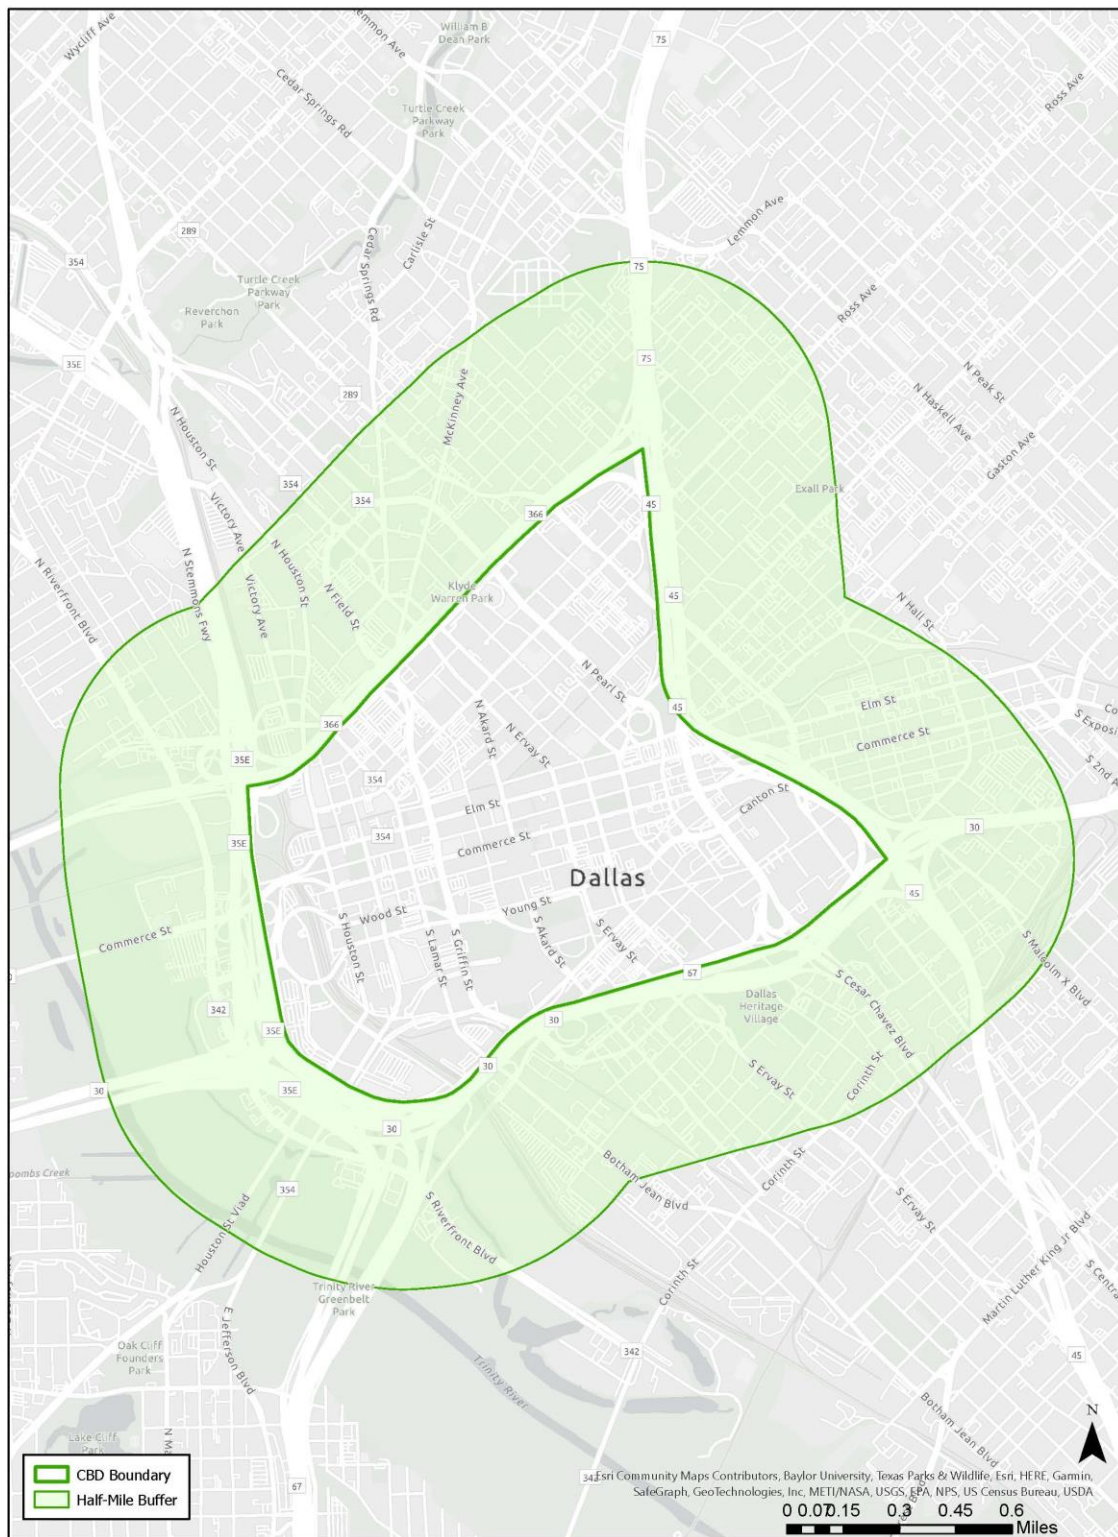 Wycliff Ave
Lemmon Ave
William B
Dean Park
75
Cedar Springs Rd
Turtle Creek
Parkway
Park
Ross Ave
289
354
Cedar Springs Rd
Carlisle St
Lemmon Ave
Turtle Creek
Parkway
Park
Reverchon
Park
75
Ross Ave
35E
289
McKinney Ave
75
N Peak St
N Haskell Ave
Gaston Ave
N Houston St
354
354
366
45
Exall Park
Victory Ave
N Stemmons Fwy
N Riverfront Blvd
N Houston St
Victory Ave
N Field St
Klyde
Warren Park
45
N Hall St
N Pearl St
45
366
N Akard St
N Ervay St
Elm St
Commerce St
S 2nd A
35E
354
Canton St
Elm St
30
35E
354
Commerce St
Dallas
45
Young St
Wood St
Commerce St
S Houston St
S Lamar St
S Griffin St
S Akard St
S Ervay St
67
S Malcolm X Blvd
S Cesar Chavez Blvd
Dallas
Heritage
Village
342
35E
30
30
35E
30
S Ervay St
Corinth St
30
oombs Creek
354
Houston St Viad
S Riverfront Blvd
Botham Jean Blvd
Corinth St
S Ervay St
Martin Luther King Jr Blvd
S Centra
Corinth St
Trinity River
Greenbelt
Park
E Jefferson Blvd
Oak Cliff
Founders
Park
342
45
Trinity River
Botham Jean Blvd
Lake Cliff
Park
67
N
CBD Boundary
Half-Mile Buffer
Esri Community Maps Contributors, Baylor University, Texas Parks & Wildlife, Esri, HERE, Garmin,
SafeGraph, GeoTechnologies, Inc, METI/NASA, USGS, EPA, NPS, US Census Bureau, USDA
0 0.07 0.15 0.3 0.45 0.6
Miles